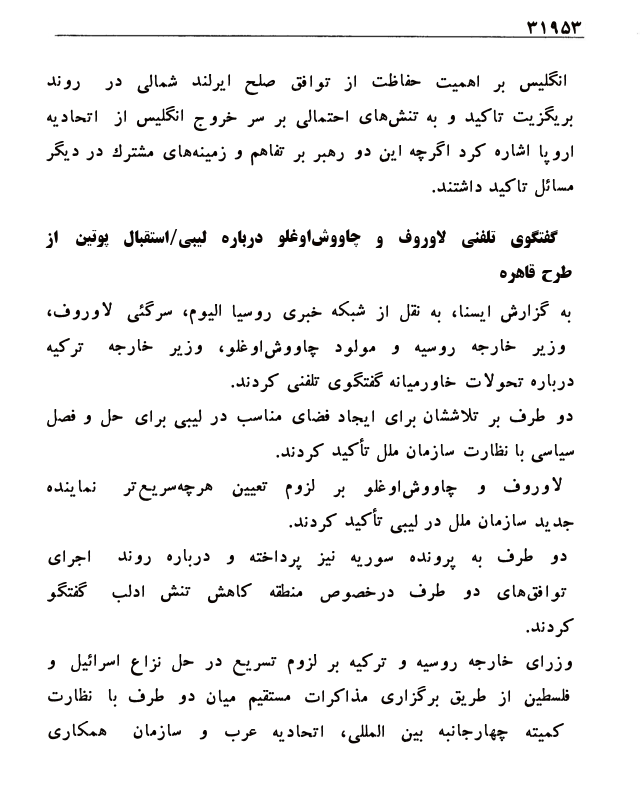 ۳۱۹۵۳
انگلیس بر اهمیت حفاظت از توافق صلح ایرلند شمالی در روند
بریگزیت تاکید و به تنش‌های احتمالی بر سر خروج انگلیس از اتحادیه
اروپا اشاره کرد اگرچه این دو رهبر بر تفاهم و زمینه‌های مشترك در دیگر
مسائل تاکید داشتند.
گفتگوی تلفنی لاوروف و چاووش‌اوغلو درباره لیبی/استقبال پوتین از
طرح قاهره
به گزارش ایسنا، به نقل از شبکه خبری روسیا الیوم، سرگئی لاوروف،
وزیر خارجه روسیه و مولود چاووش‌اوغلو، وزیر خارجه ترکیه
درباره تحولات خاورمیانه گفتگوی تلفنی کردند.
دو طرف بر تلاششان برای ایجاد فضای مناسب در لیبی برای حل و فصل
سیاسی با نظارت سازمان ملل تأکید کردند.
لاوروف و چاووش‌اوغلو بر لزوم تعیین هرچه‌سریع‌تر نماینده
جدید سازمان ملل در لیبی تأکید کردند.
دو طرف به پرونده سوریه نیز پرداخته و درباره روند اجرای
توافق‌های دو طرف درخصوص منطقه کاهش تنش ادلب گفتگو
کردند.
وزرای خارجه روسیه و ترکیه بر لزوم تسریع در حل نزاع اسرائیل و
فلسطین از طریق برگزاری مذاکرات مستقیم میان دو طرف با نظارت
کمیته چهارجانبه بین المللی، اتحادیه عرب و سازمان همکاری